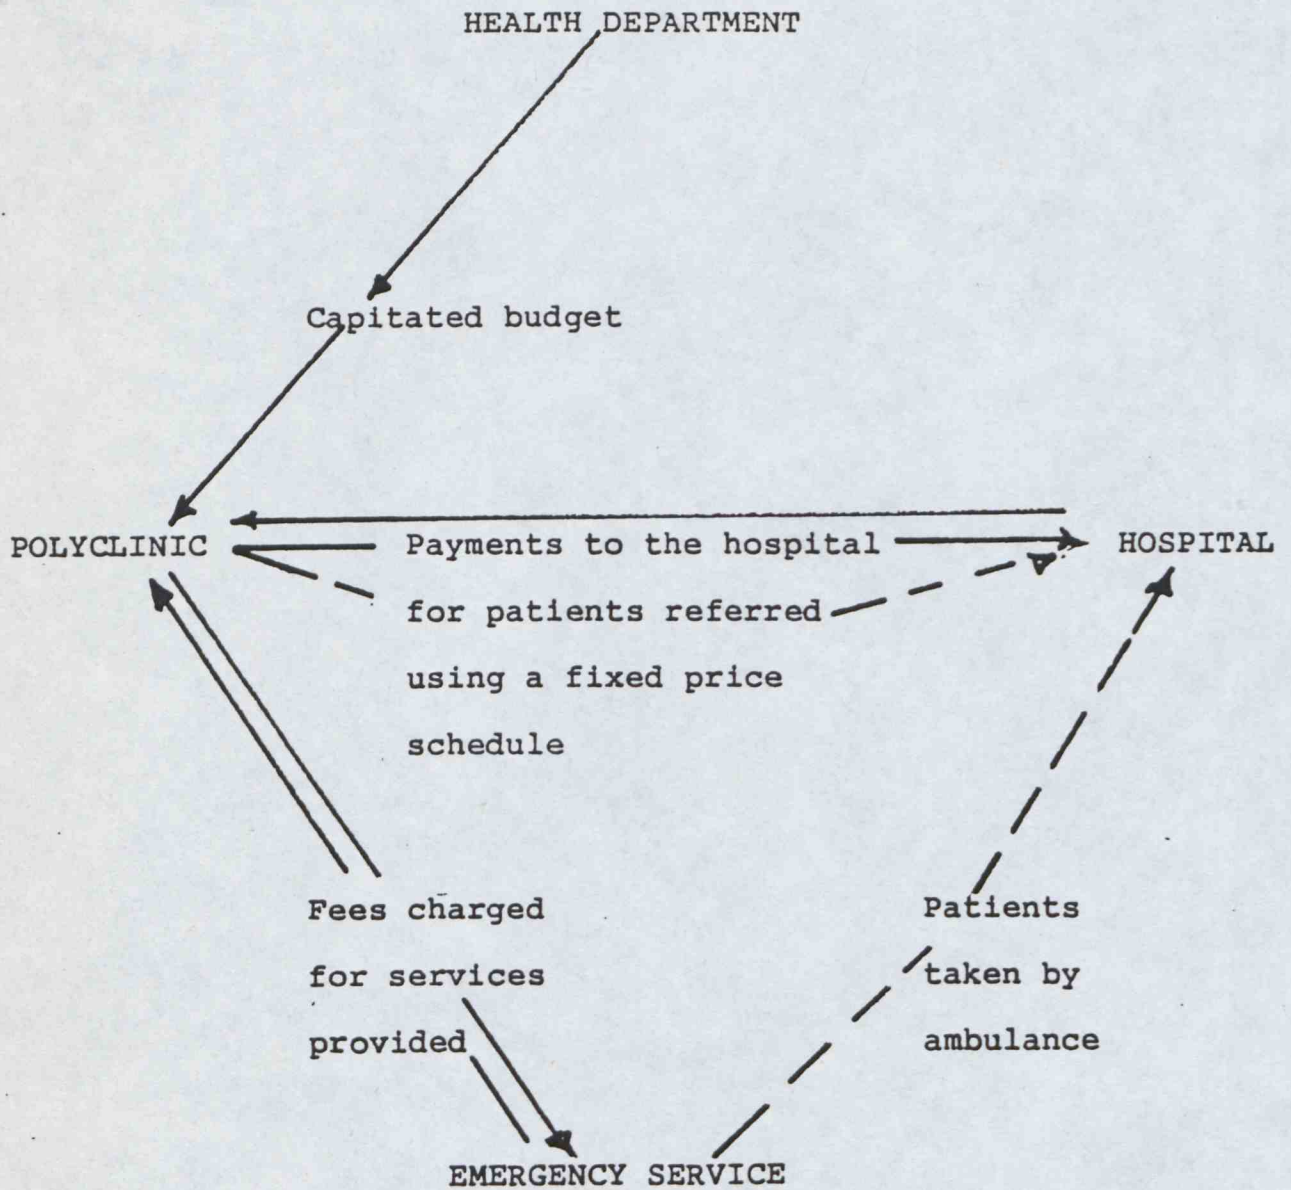 HEALTH DEPARTMENT
Capitated budget
POLYCLINIC
Payments to the hospital
for patients referred
using a fixed price
schedule
HOSPITAL
Fees charged
for services
provided
Patients
taken by
ambulance
EMERGENCY SERVICE